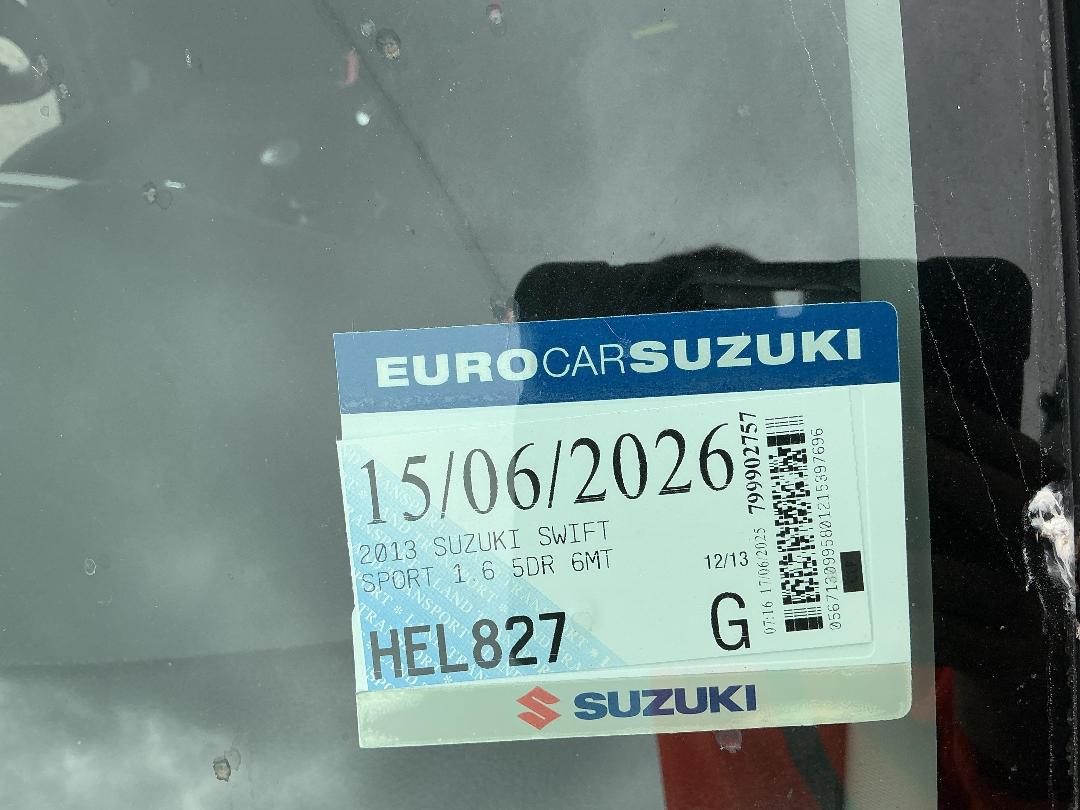 EUROCARSUZUKI
15/06/2026
2013 SUZUKI SWIFT
SPORT 1 6 5DR 6MT
12/13
HEL827
G
07:16 17/06/2025 799902757
0567130995801215397696
SUZUKI